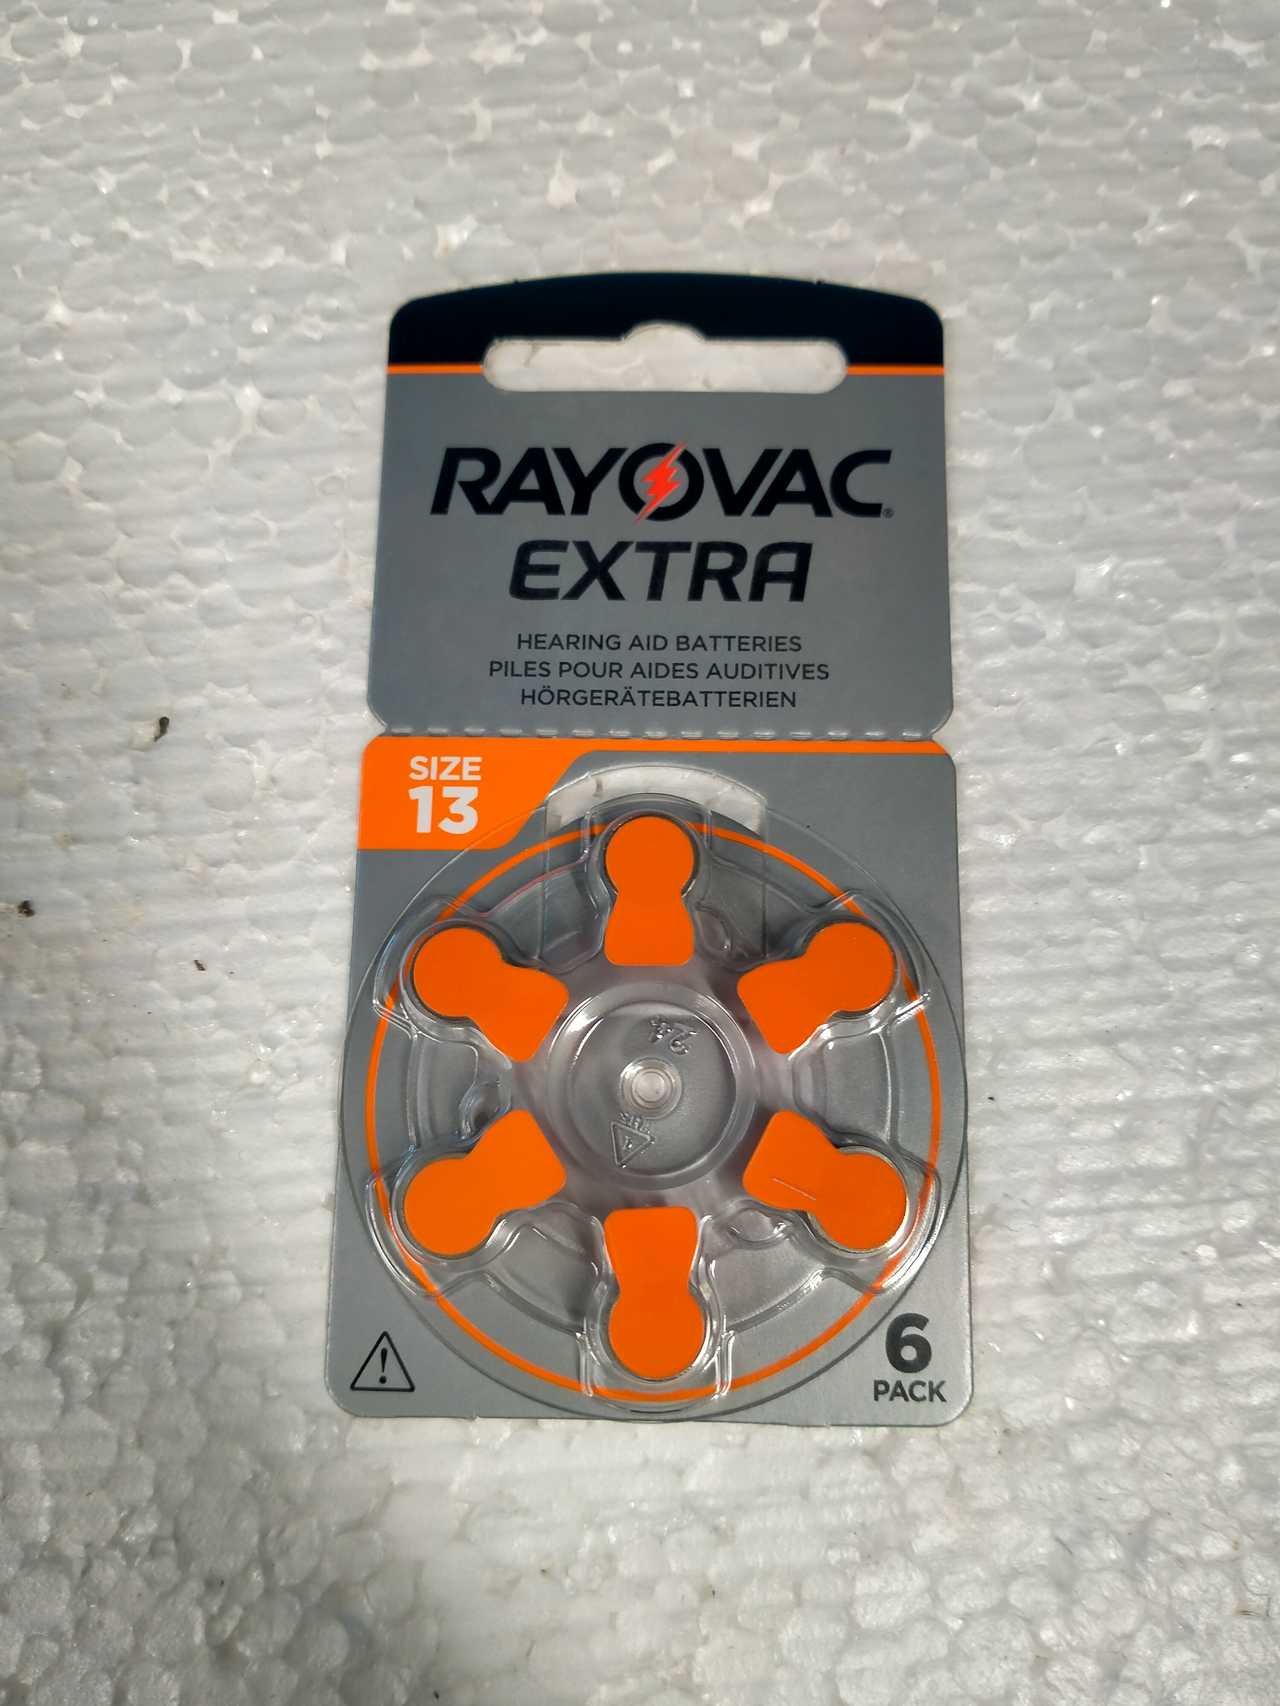 RAYOVAC®
EXTRA
HEARING AID BATTERIES
PILES POUR AIDES AUDITIVES
HÖRGERÄTEBATTERIEN
SIZE
13
6
PACK